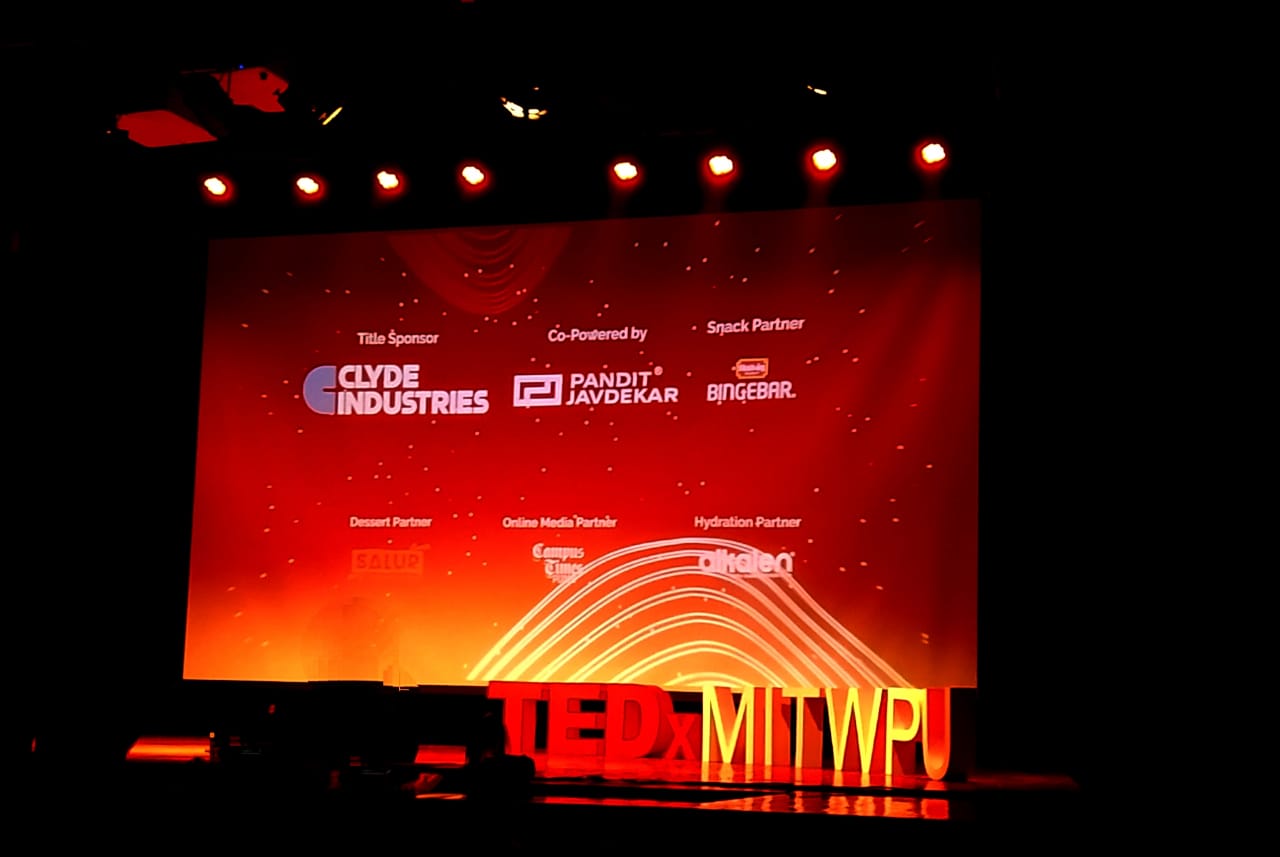 Title Sponsor
CLYDE
INDUSTRIES
Co-Powered by
PANDIT®
JAVDEKAR
Snack Partner
BINGEBAR.
Dessert Partner
SALUR
Online Media Partner
Campus
Times
Hydration Partner
alkalen
TEDxMITWPU